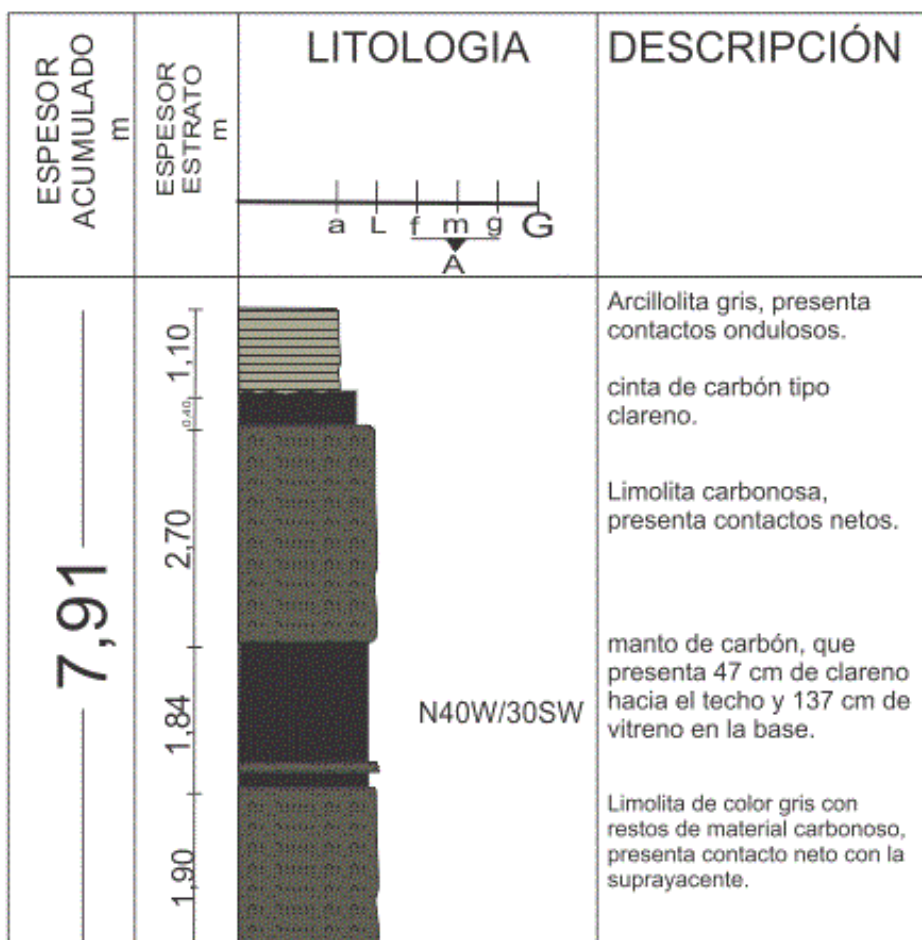 ESPESOR
ACUMULADO
m
ESPESOR
ESTRATO
m
LITOLOGIA
a L f m g G
A
DESCRIPCIÓN
7,91
1,10
Arcillolita gris, presenta
contactos ondulosos.
0,40
cinta de carbón tipo
clareno.
2,70
Limolita carbonosa,
presenta contactos netos.
1,84
N40W/30SW
manto de carbón, que
presenta 47 cm de clareno
hacia el techo y 137 cm de
vitreno en la base.
1,90
Limolita de color gris con
restos de material carbonoso,
presenta contacto neto con la
suprayacente.